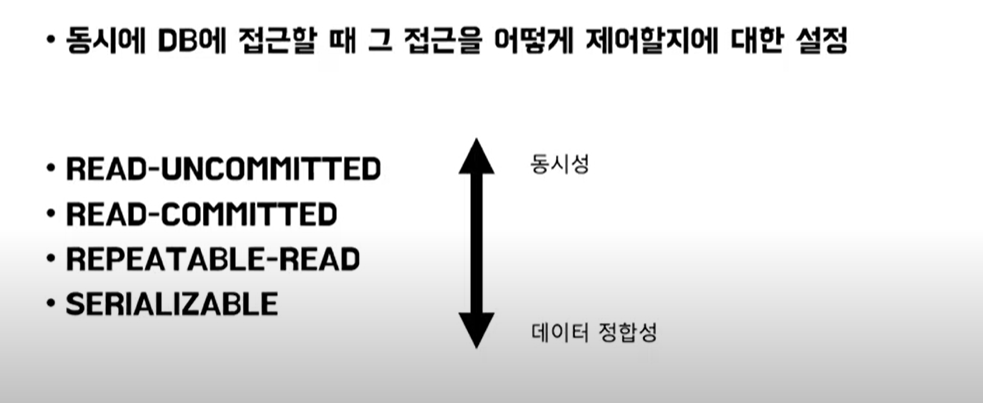 • 동시에 DB에 접근할 때 그 접근을 어떻게 제어할지에 대한 설정
• READ-UNCOMMITTED
• READ-COMMITTED
• REPEATABLE-READ
• SERIALIZABLE
동시성
데이터 정합성